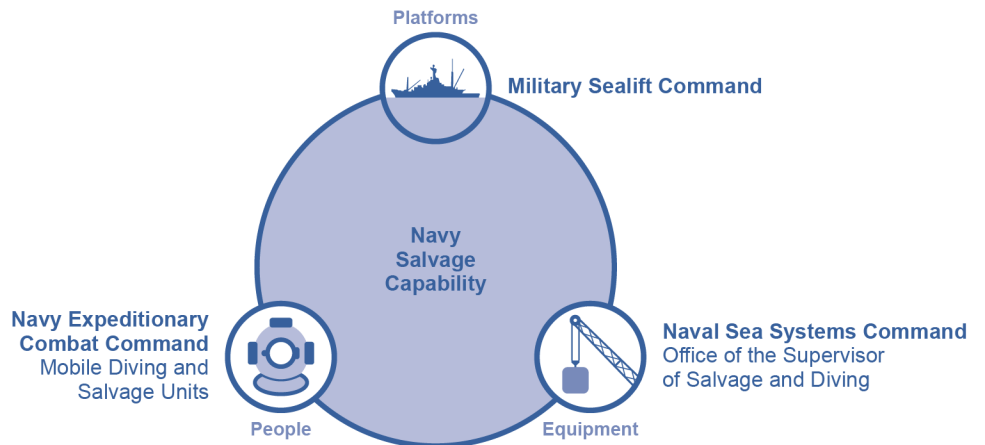 Platforms
Military Sealift Command
Navy
Salvage
Capability
Navy Expeditionary
Combat Command
Mobile Diving and
Salvage Units
People
Naval Sea Systems Command
Office of the Supervisor
of Salvage and Diving
Equipment